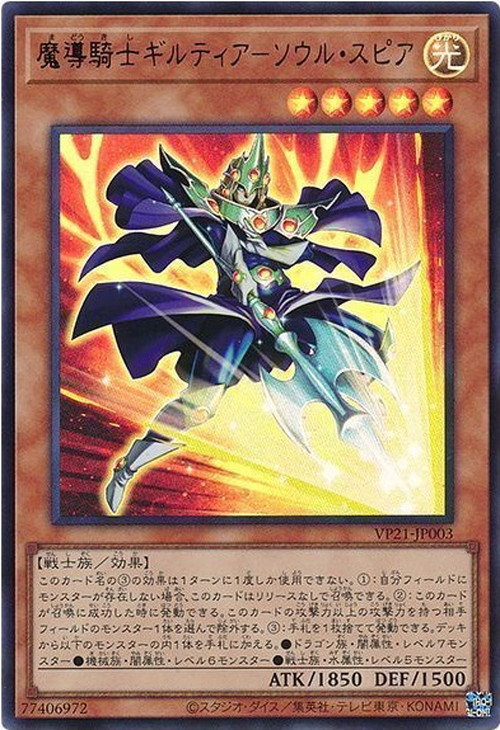 魔導騎士ギルティア－ソウル・スピア
光
VP21-JP003
【戦士族／効果】
このカード名の③の効果は1ターンに1度しか使用できない。①：自分フィールドに
モンスターが存在しない場合、このカードはリリースなしで召喚できる。②：このカード
が召喚に成功した時に発動できる。このカードの攻撃力以上の攻撃力を持つ相手
フィールドのモンスター1体を選んで除外する。③：手札を1枚捨てて発動できる。デッキ
から以下のモンスターの内1体を手札に加える。●ドラゴン族・闇属性・レベル7モン
スター●機械族・闇属性・レベル6モンスター●戦士族・水属性・レベル5モンスター
ATK/1850 DEF/1500
77406972
©スタジオ・ダイス／集英社・テレビ東京・KONAMI